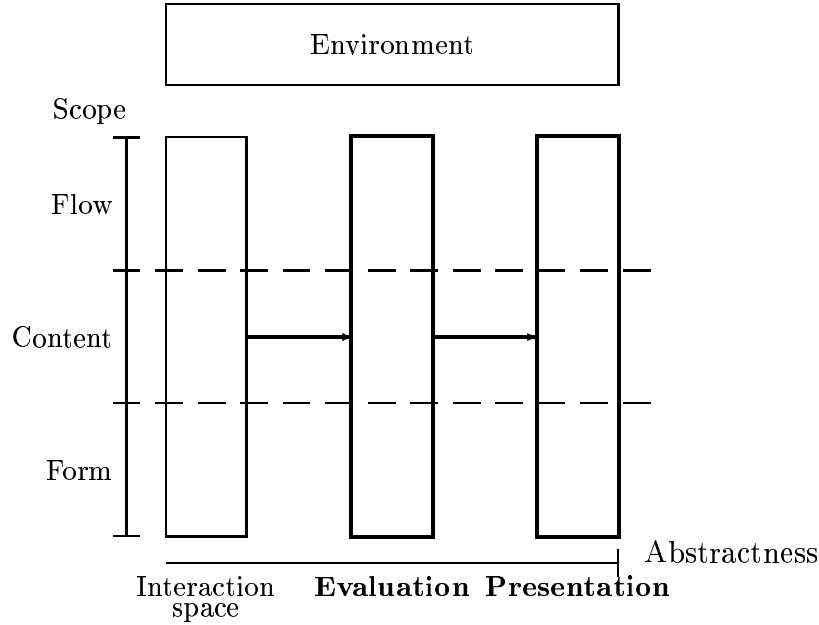 Environment
Scope
Flow
Content
Form
Abstractness
Interaction
space
Evaluation
Presentation